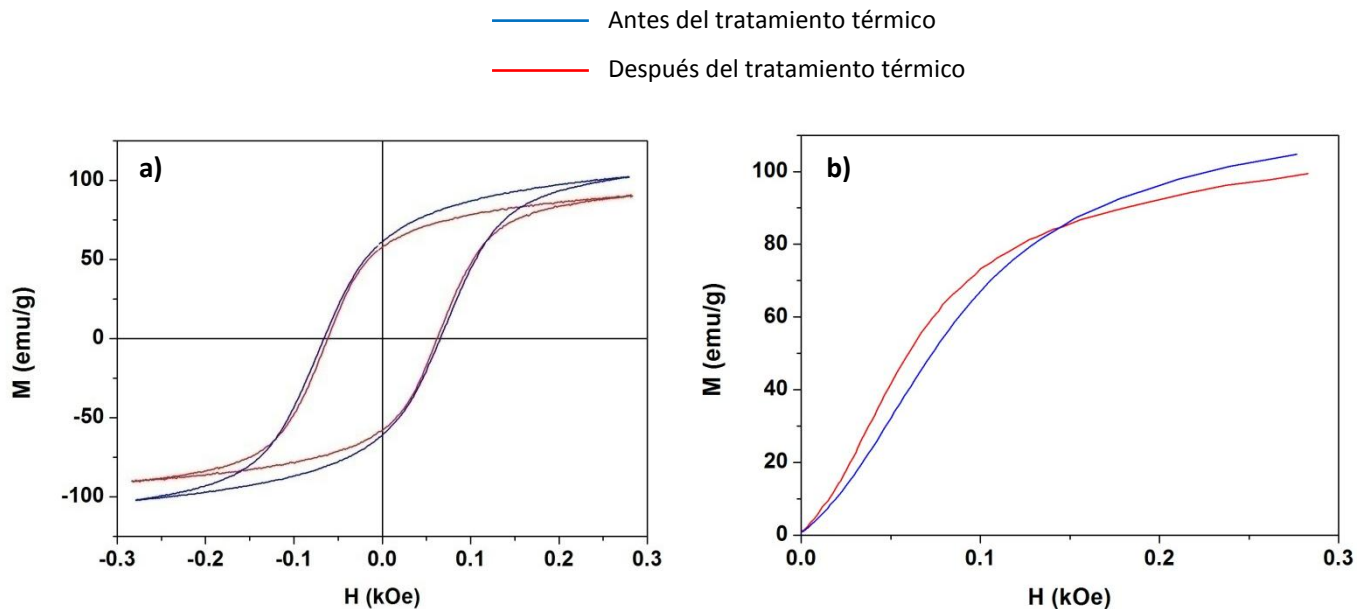 Antes del tratamiento térmico
Después del tratamiento térmico
a)
100
50
0
-50
-100
M (emu/g)
-0.3 -0.2 -0.1 0.0 0.1 0.2 0.3
H (kOe)
b)
100
80
60
40
20
0
M (emu/g)
0.0 0.1 0.2 0.3
H (kOe)